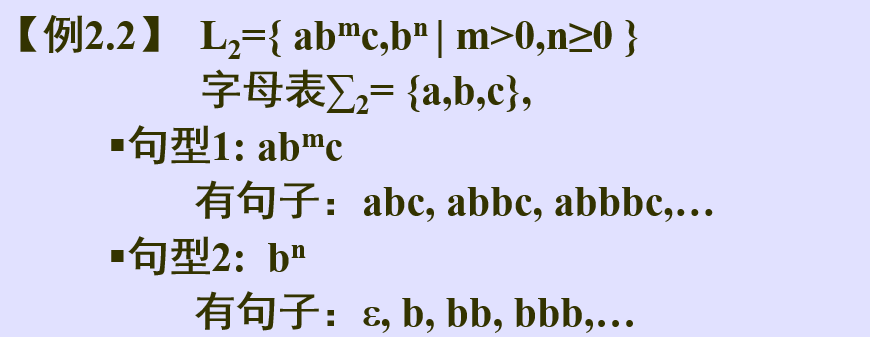 【例2.2】 L₂={ abᵐc,bⁿ | m>0,n≥0 }
字母表∑₂= {a,b,c},
▪句型1: abᵐc
有句子：abc, abbc, abbbc,…
▪句型2: bⁿ
有句子：ε, b, bb, bbb,…